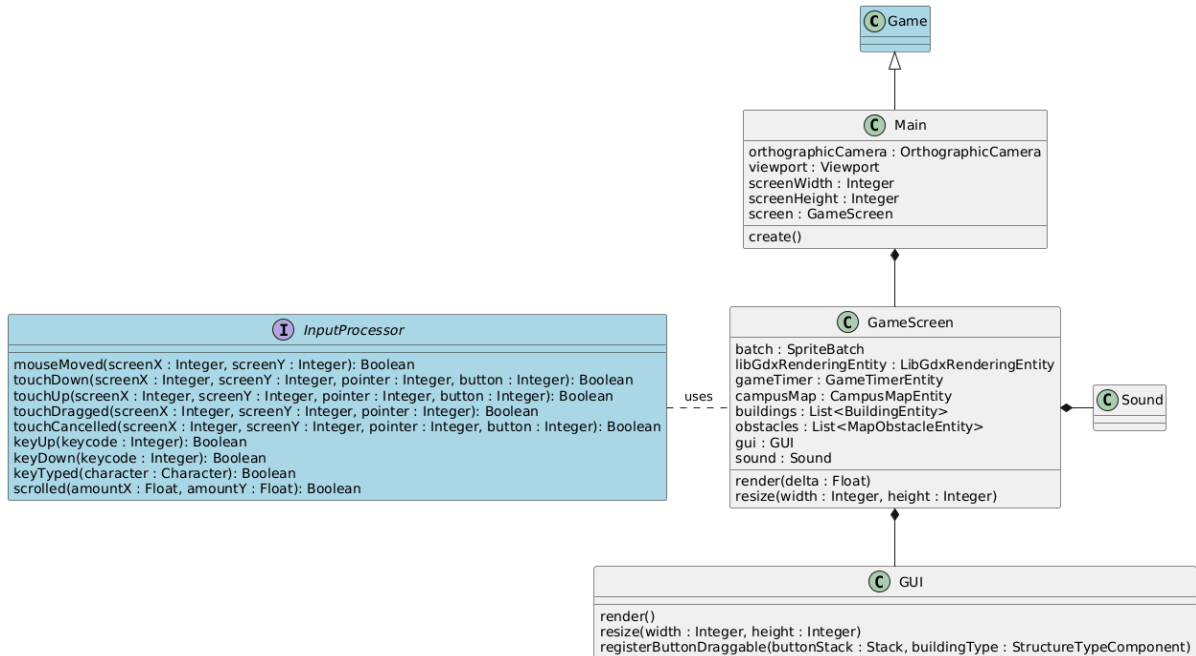 C Game
C Main
orthographicCamera : OrthographicCamera
viewport : Viewport
screenWidth : Integer
screenHeight : Integer
screen : GameScreen
create()
I InputProcessor
mouseMoved(screenX : Integer, screenY : Integer): Boolean
touchDown(screenX : Integer, screenY : Integer, pointer : Integer, button : Integer): Boolean
touchUp(screenX : Integer, screenY : Integer, pointer : Integer, button : Integer): Boolean
touchDragged(screenX : Integer, screenY : Integer, pointer : Integer): Boolean
touchCancelled(screenX : Integer, screenY : Integer, pointer : Integer, button : Integer): Boolean
keyUp(keycode : Integer): Boolean
keyDown(keycode : Integer): Boolean
keyTyped(character : Character): Boolean
scrolled(amountX : Float, amountY : Float): Boolean
uses
C GameScreen
batch : SpriteBatch
libGdxRenderingEntity : LibGdxRenderingEntity
gameTimer : GameTimerEntity
campusMap : CampusMapEntity
buildings : List<BuildingEntity>
obstacles : List<MapObstacleEntity>
gui : GUI
sound : Sound
render(delta : Float)
resize(width : Integer, height : Integer)
C Sound
C GUI
render()
resize(width : Integer, height : Integer)
registerButtonDraggable(buttonStack : Stack, buildingType : StructureTypeComponent)